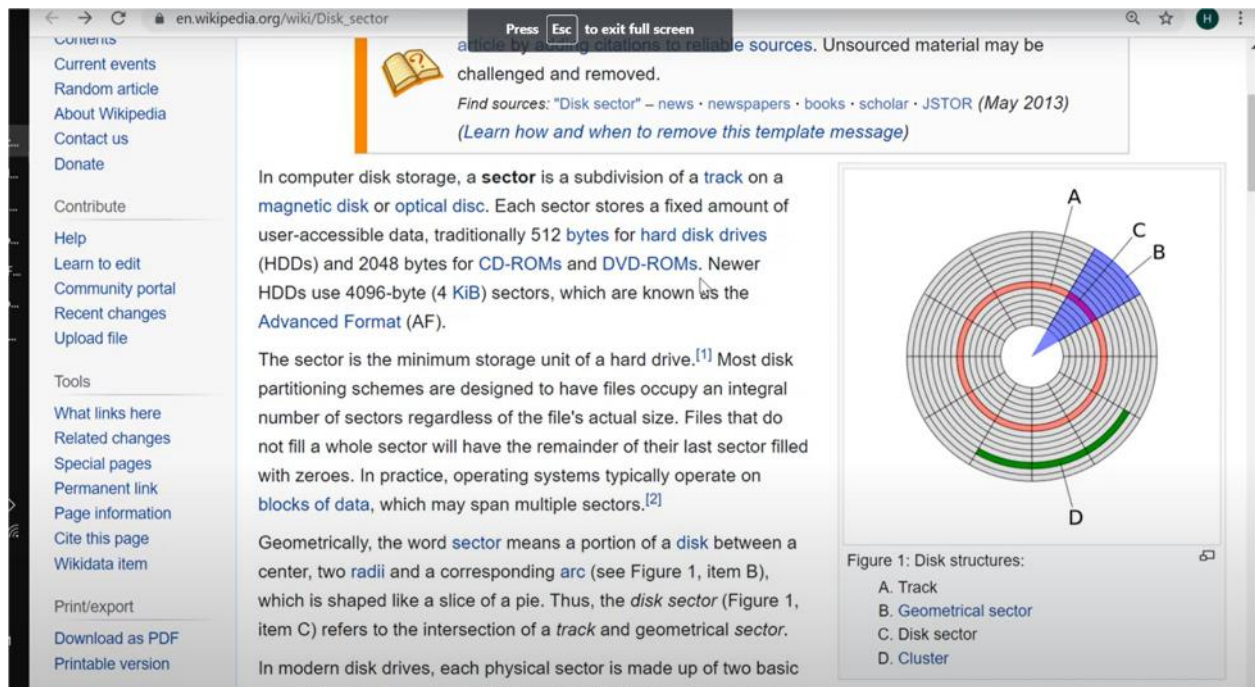 en.wikipedia.org/wiki/Disk_sector
Press Esc to exit full screen
H
Contents
Current events
Random article
About Wikipedia
Contact us
Donate
Contribute
Help
Learn to edit
Community portal
Recent changes
Upload file
Tools
What links here
Related changes
Special pages
Permanent link
Page information
Cite this page
Wikidata item
Print/export
Download as PDF
Printable version
article by adding citations to reliable sources. Unsourced material may be
challenged and removed.
Find sources: "Disk sector" – news · newspapers · books · scholar · JSTOR (May 2013)
(Learn how and when to remove this template message)
In computer disk storage, a sector is a subdivision of a track on a
magnetic disk or optical disc. Each sector stores a fixed amount of
user-accessible data, traditionally 512 bytes for hard disk drives
(HDDs) and 2048 bytes for CD-ROMs and DVD-ROMs. Newer
HDDs use 4096-byte (4 KiB) sectors, which are known as the
Advanced Format (AF).
The sector is the minimum storage unit of a hard drive.[1] Most disk
partitioning schemes are designed to have files occupy an integral
number of sectors regardless of the file's actual size. Files that do
not fill a whole sector will have the remainder of their last sector filled
with zeroes. In practice, operating systems typically operate on
blocks of data, which may span multiple sectors.[2]
Geometrically, the word sector means a portion of a disk between a
center, two radii and a corresponding arc (see Figure 1, item B),
which is shaped like a slice of a pie. Thus, the disk sector (Figure 1,
item C) refers to the intersection of a track and geometrical sector.
In modern disk drives, each physical sector is made up of two basic
A
C
B
D
Figure 1: Disk structures:
A. Track
B. Geometrical sector
C. Disk sector
D. Cluster